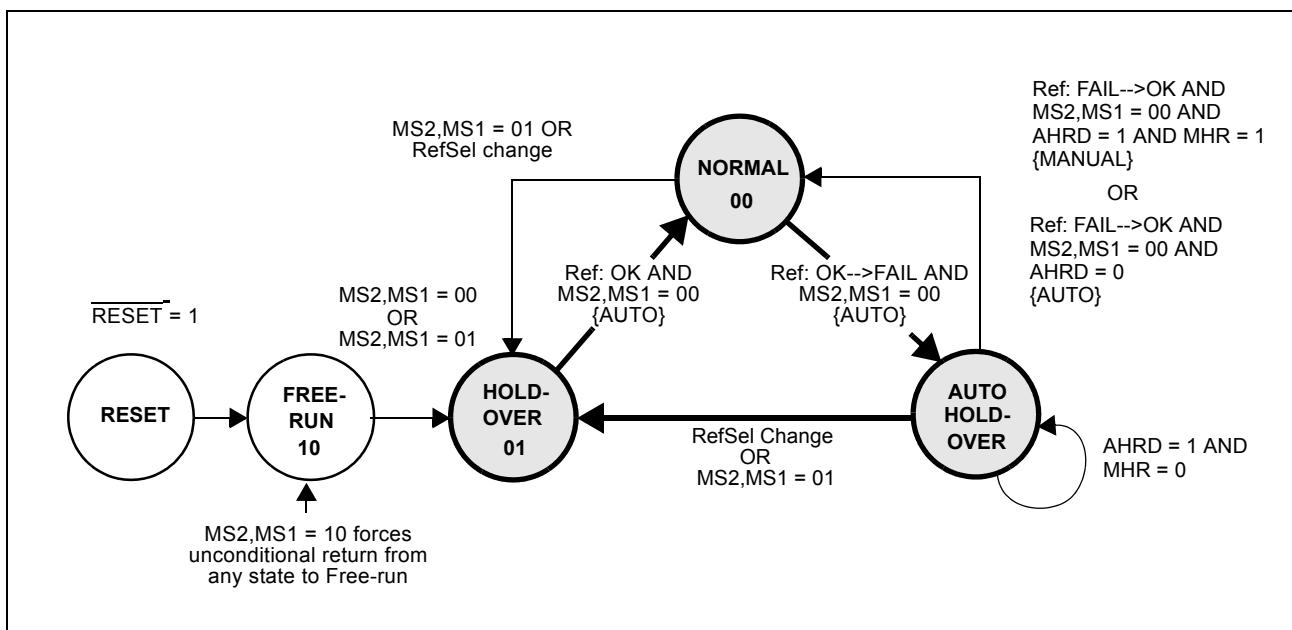 Ref: FAIL-->OK AND
MS2,MS1 = 00 AND
AHRD = 1 AND MHR = 1
{MANUAL}
OR
Ref: FAIL-->OK AND
MS2,MS1 = 00 AND
AHRD = 0
{AUTO}
MS2,MS1 = 01 OR
RefSel change
NORMAL
00
Ref: OK AND
MS2,MS1 = 00
{AUTO}
Ref: OK-->FAIL AND
MS2,MS1 = 00
{AUTO}
RESET = 1
MS2,MS1 = 00
OR
MS2,MS1 = 01
RESET
FREE-
RUN
10
HOLD-
OVER
01
AUTO
HOLD-
OVER
RefSel Change
OR
MS2,MS1 = 01
AHRD = 1 AND
MHR = 0
MS2,MS1 = 10 forces
unconditional return from
any state to Free-run